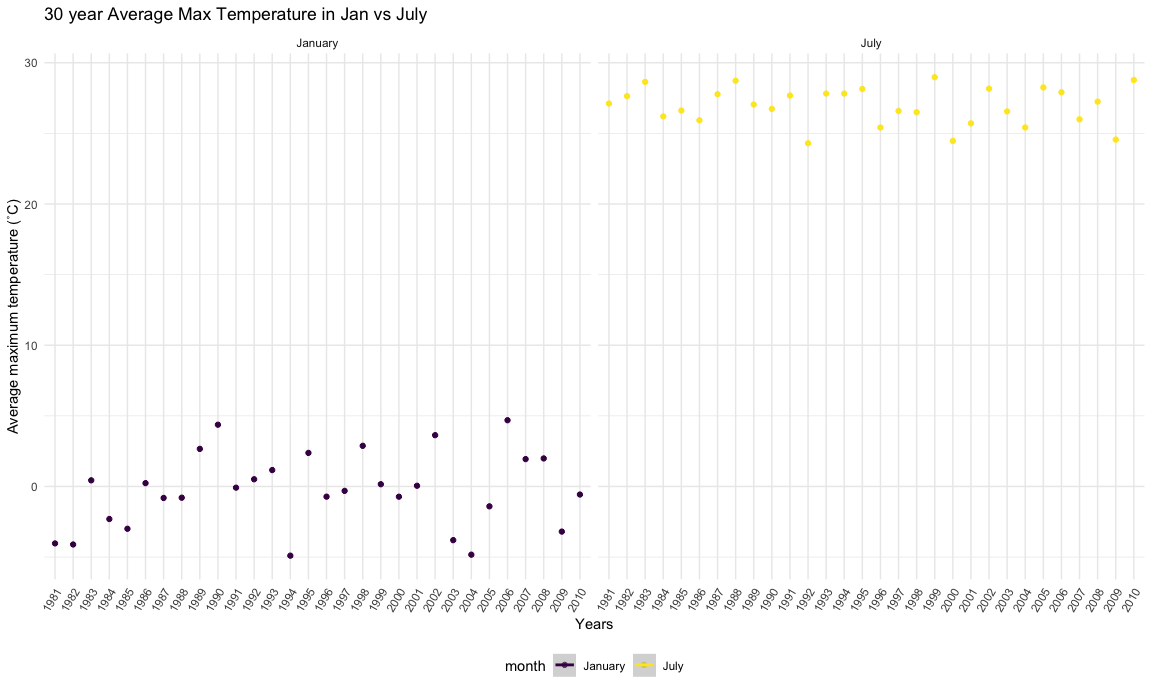 30 year Average Max Temperature in Jan vs July
January July
30
20
10
0
Average maximum temperature (˚C)
1981 1982 1983 1984 1985 1986 1987 1988 1989 1990 1991 1992 1993 1994 1995 1996 1997 1998 1999 2000 2001 2002 2003 2004 2005 2006 2007 2008 2009 2010 1981 1982 1983 1984 1985 1986 1987 1988 1989 1990 1991 1992 1993 1994 1995 1996 1997 1998 1999 2000 2001 2002 2003 2004 2005 2006 2007 2008 2009 2010
Years
month January July